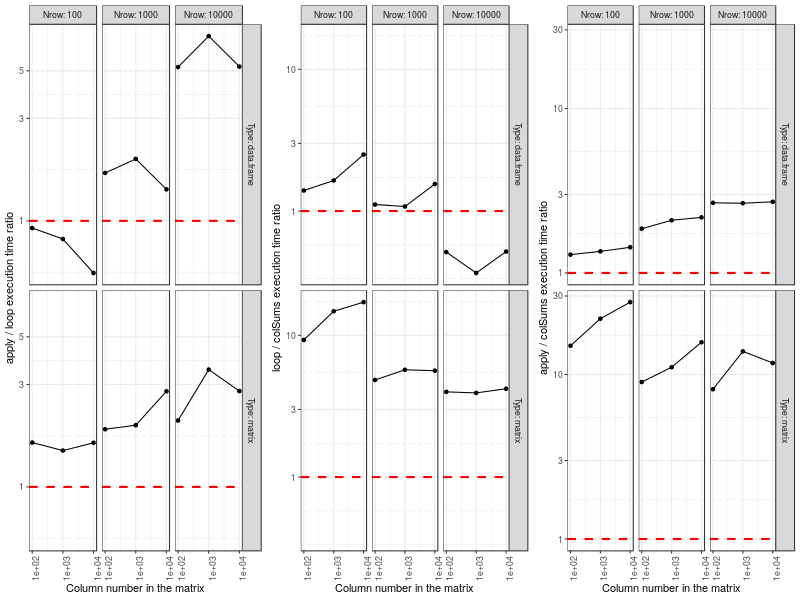 Nrow: 100 Nrow: 1000 Nrow: 10000
5
3
1
Type: data.frame
5
3
1
Type: matrix
1e+02 1e+03 1e+04 1e+02 1e+03 1e+04 1e+02 1e+03 1e+04
Column number in the matrix
apply / loop execution time ratio
Nrow: 100 Nrow: 1000 Nrow: 10000
10
3
1
Type: data.frame
10
3
1
Type: matrix
1e+02 1e+03 1e+04 1e+02 1e+03 1e+04 1e+02 1e+03 1e+04
Column number in the matrix
loop / colSums execution time ratio
Nrow: 100 Nrow: 1000 Nrow: 10000
30
10
3
1
Type: data.frame
30
10
3
1
Type: matrix
1e+02 1e+03 1e+04 1e+02 1e+03 1e+04 1e+02 1e+03 1e+04
Column number in the matrix
apply / colSums execution time ratio